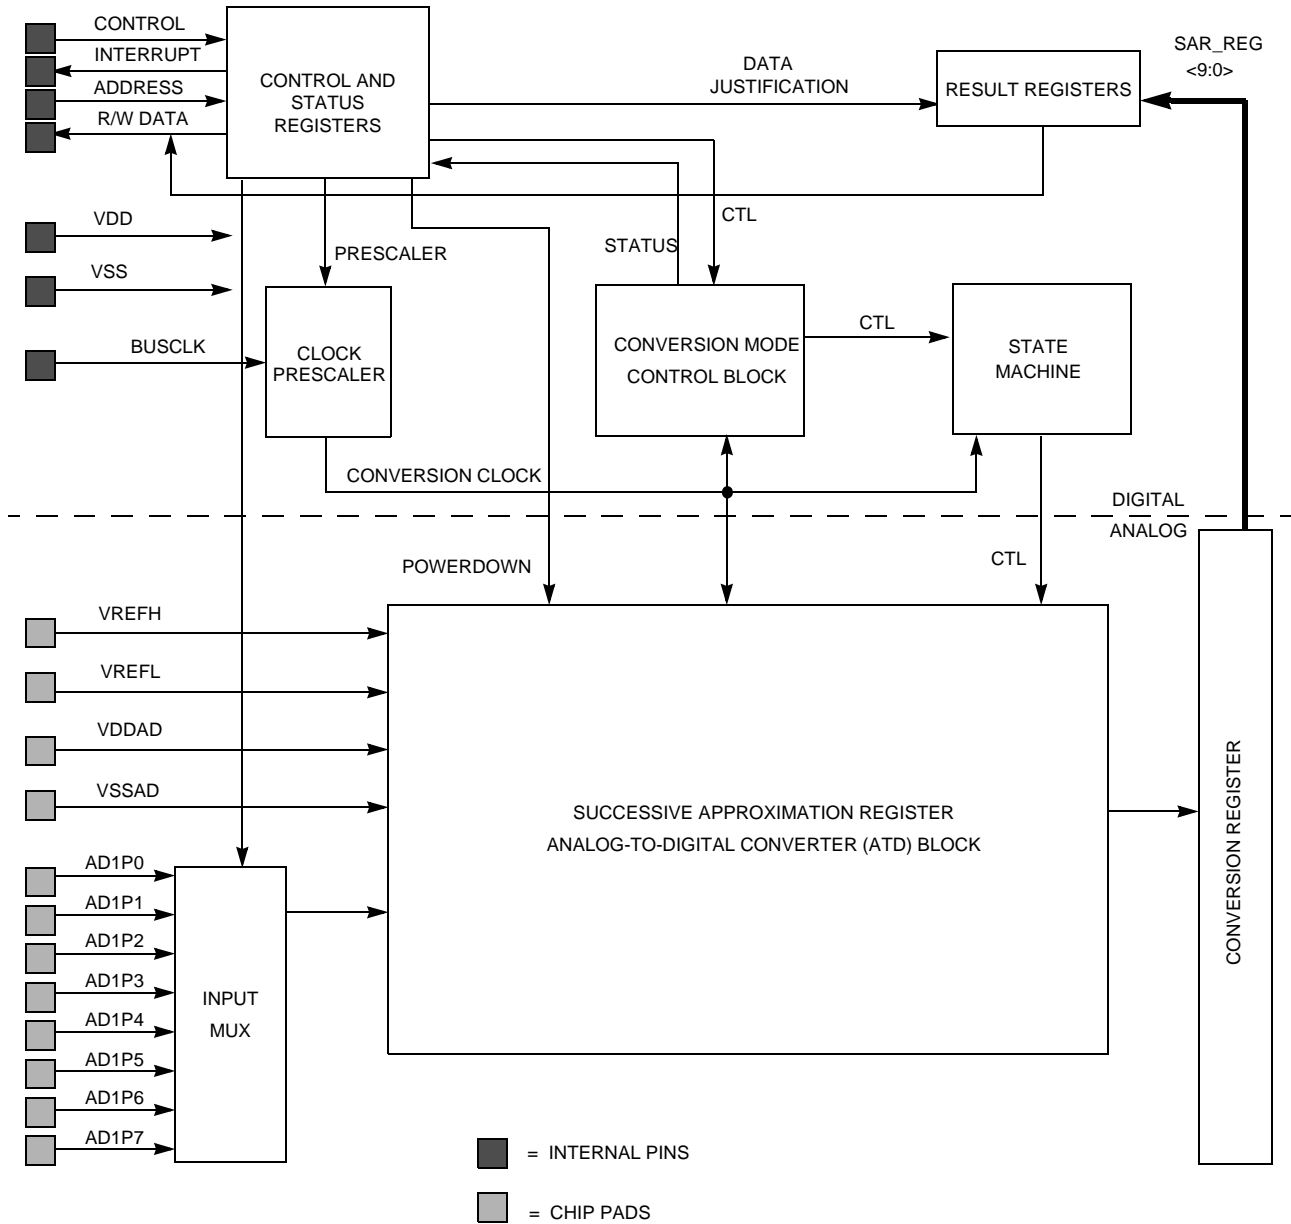 CONTROL
INTERRUPT
ADDRESS
R/W DATA
CONTROL AND
STATUS
REGISTERS
DATA
JUSTIFICATION
RESULT REGISTERS
SAR_REG
<9:0>
VDD
VSS
BUSCLK
PRESCALER
CLOCK
PRESCALER
STATUS
CTL
CONVERSION MODE
CONTROL BLOCK
CTL
STATE
MACHINE
CONVERSION CLOCK
DIGITAL
ANALOG
POWERDOWN
CTL
VREFH
VREFL
VDDAD
VSSAD
SUCCESSIVE APPROXIMATION REGISTER
ANALOG-TO-DIGITAL CONVERTER (ATD) BLOCK
CONVERSION REGISTER
AD1P0
AD1P1
AD1P2
AD1P3
AD1P4
AD1P5
AD1P6
AD1P7
INPUT
MUX
= INTERNAL PINS
= CHIP PADS